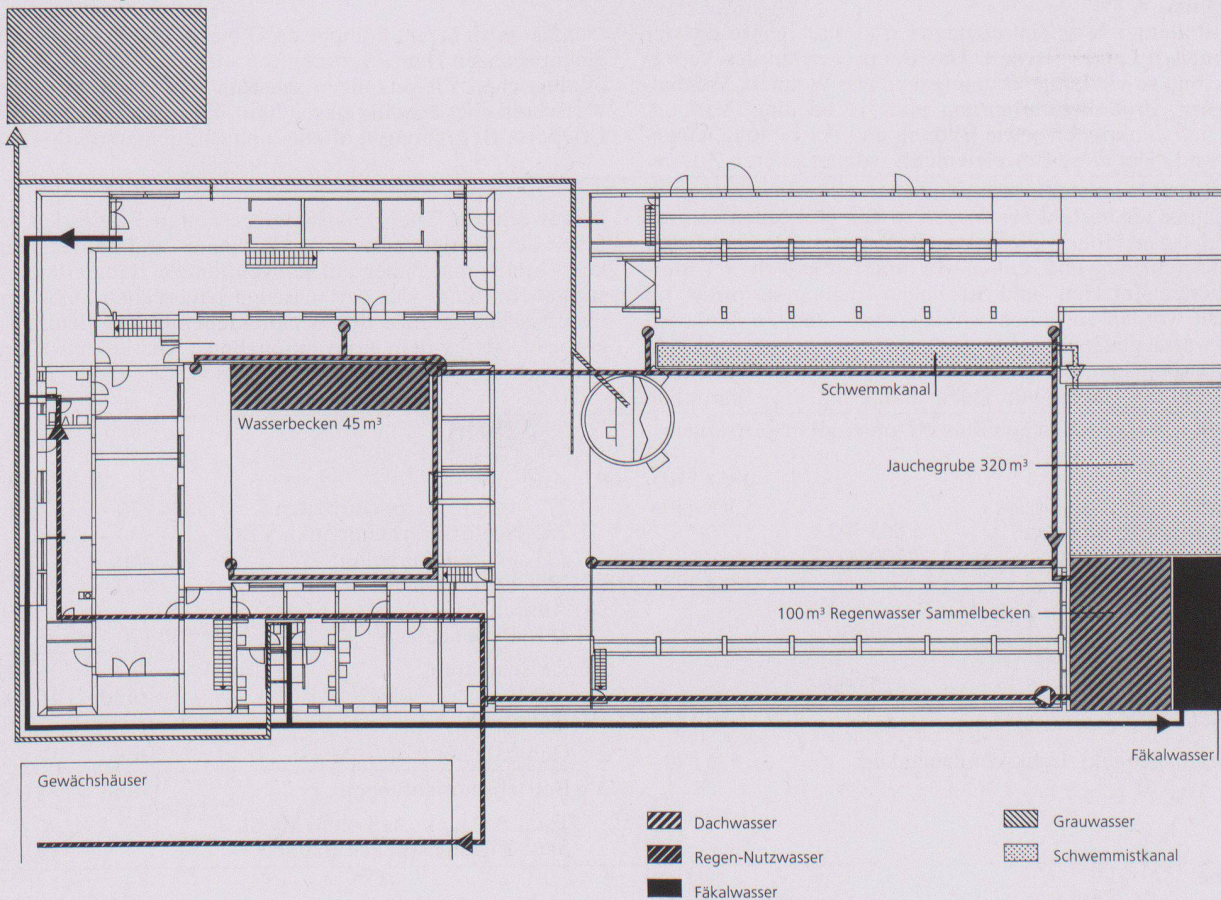 Schwemmkanal
Wasserbecken 45 m³
Jauchegrube 320 m³
100 m³ Regenwasser Sammelbecken
Fäkalwasser
Gewächshäuser
Dachwasser
Regen-Nutzwasser
Fäkalwasser
Grauwasser
Schwemmistkanal